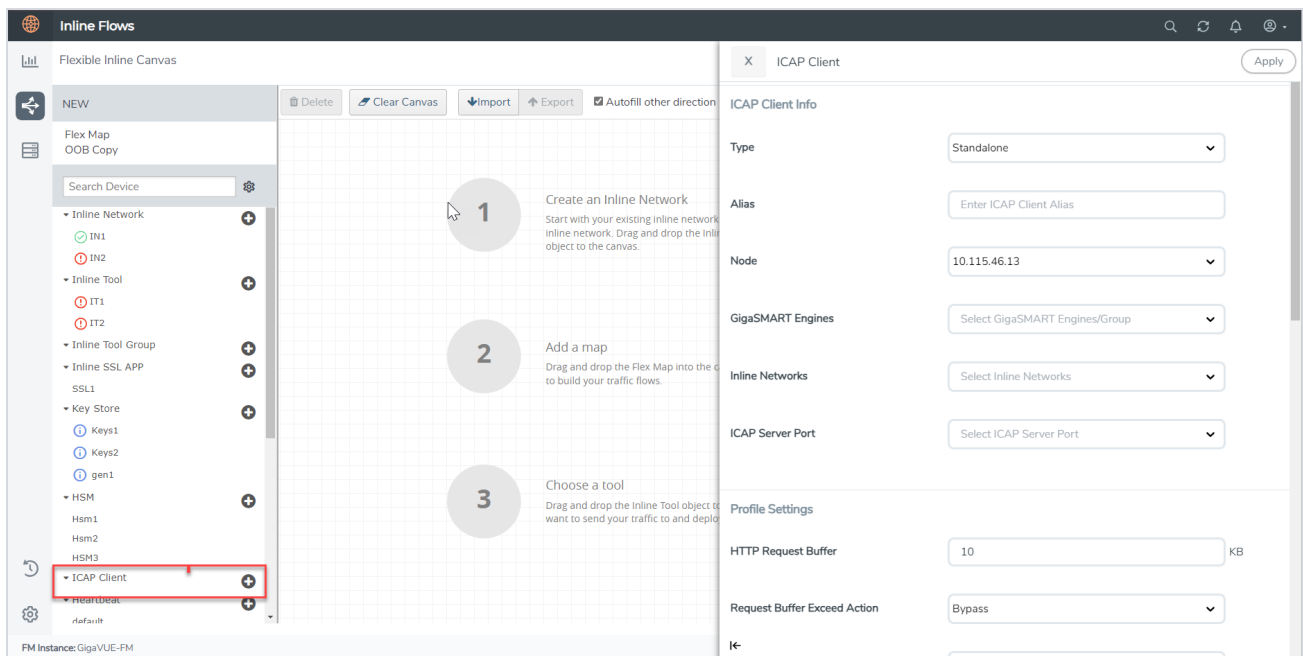 Inline Flows
Flexible Inline Canvas
NEW
Flex Map
OOB Copy
Search Device
Inline Network
IN1
IN2
Inline Tool
IT1
IT2
Inline Tool Group
Inline SSL APP
SSL1
Key Store
Keys1
Keys2
gen1
HSM
Hsm1
Hsm2
HSM3
ICAP Client
Heartbeat
default
FM Instance: GigaVUE-FM
Delete
Clear Canvas
Import
Export
Autofill other direction
1
Create an Inline Network
Start with your existing inline network
inline network. Drag and drop the Inli
object to the canvas.
2
Add a map
Drag and drop the Flex Map into the c
to build your traffic flows.
3
Choose a tool
Drag and drop the Inline Tool object to
want to send your traffic to and deplo
X
ICAP Client
Apply
ICAP Client Info
Type
Standalone
Alias
Enter ICAP Client Alias
Node
10.115.46.13
GigaSMART Engines
Select GigaSMART Engines/Group
Inline Networks
Select Inline Networks
ICAP Server Port
Select ICAP Server Port
Profile Settings
HTTP Request Buffer
10
KB
Request Buffer Exceed Action
Bypass